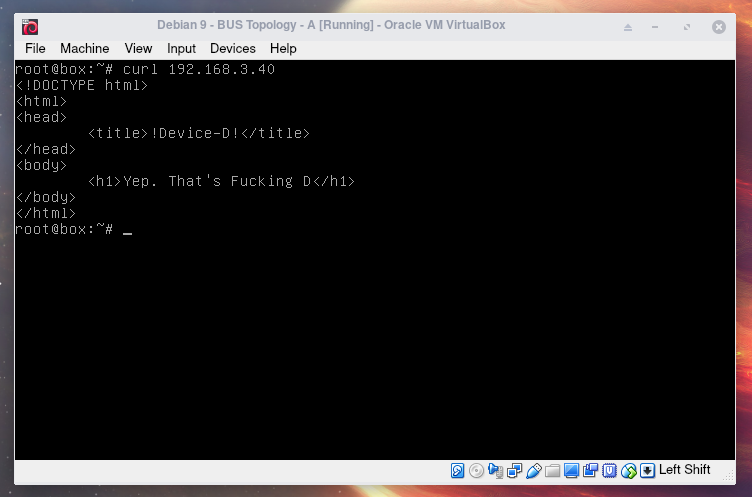 Debian 9 - BUS Topology - A [Running] - Oracle VM VirtualBox
File Machine View Input Devices Help
root@box:~# curl 192.168.3.40
<!DOCTYPE html>
<html>
<head>
        <title>!Device-D!</title>
</head>
<body>
        <h1>Yep. That's Fucking D</h1>
</body>
</html>
root@box:~# _
Left Shift